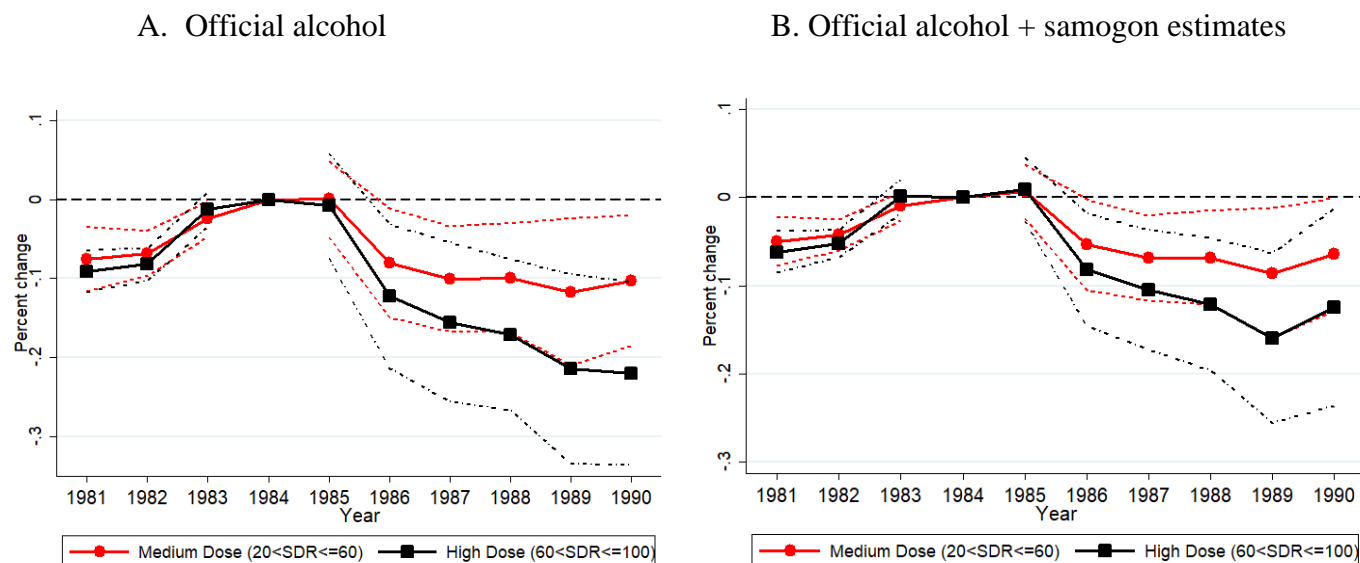 A. Official alcohol
B. Official alcohol + samogon estimates
Percent change
.1
0
-.1
-.2
-.3
1981 1982 1983 1984 1985 1986 1987 1988 1989 1990
Year
Medium Dose (20<SDR<=60) High Dose (60<SDR<=100)
Percent change
.1
0
-.1
-.2
-.3
1981 1982 1983 1984 1985 1986 1987 1988 1989 1990
Year
Medium Dose (20<SDR<=60) High Dose (60<SDR<=100)